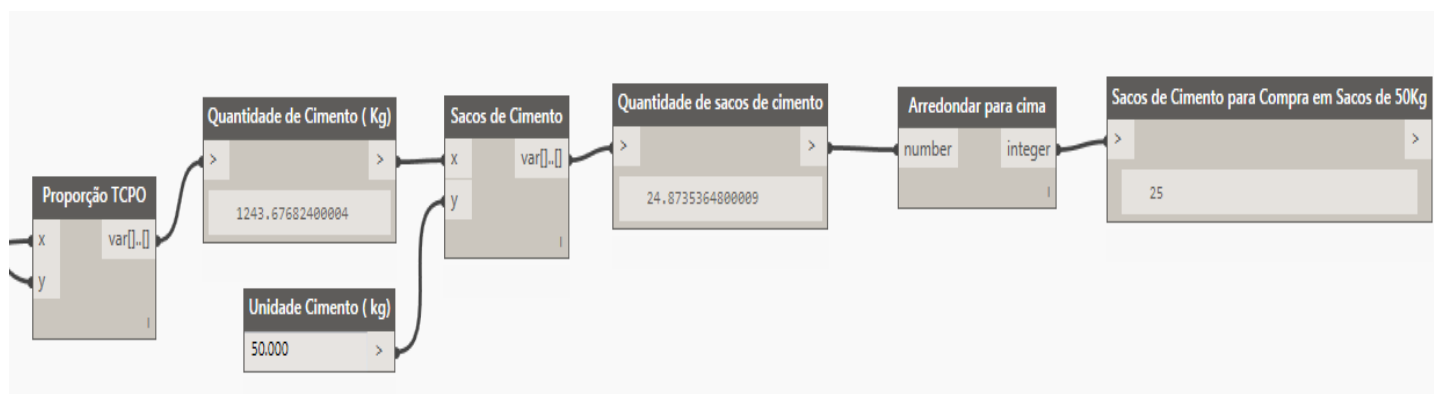 Proporção TCPO
> x var[]..[]
> y
Quantidade de Cimento ( Kg)
> >
1243.67682400004
Unidade Cimento ( kg)
50.000 >
Sacos de Cimento
x var[]..[]
y
Quantidade de sacos de cimento
> >
24.8735364800009
Arredondar para cima
number integer
Sacos de Cimento para Compra em Sacos de 50Kg
> >
25